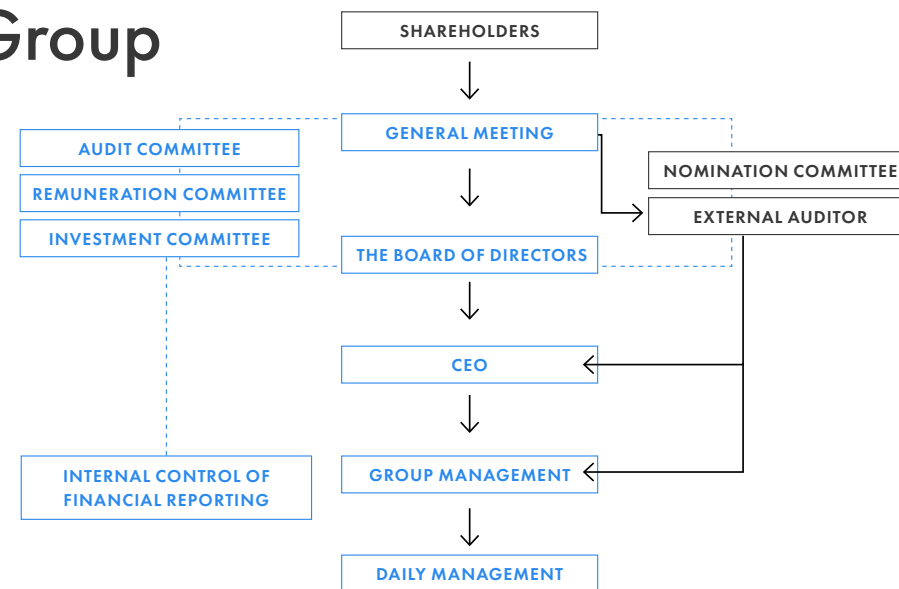 Group
SHAREHOLDERS
GENERAL MEETING
AUDIT COMMITTEE
REMUNERATION COMMITTEE
INVESTMENT COMMITTEE
NOMINATION COMMITTEE
EXTERNAL AUDITOR
THE BOARD OF DIRECTORS
CEO
INTERNAL CONTROL OF
FINANCIAL REPORTING
GROUP MANAGEMENT
DAILY MANAGEMENT